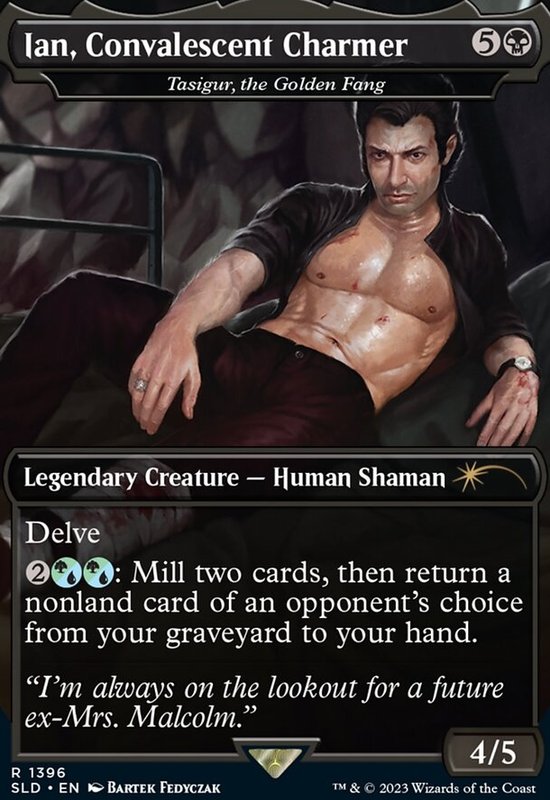 Ian, Convalescent Charmer 5
Tasigur, the Golden Fang
Legendary Creature — Human Shaman
Delve
2: Mill two cards, then return a
nonland card of an opponent's choice
from your graveyard to your hand.
"I'm always on the lookout for a future
ex-Mrs. Malcolm."
4/5
R 1396
SLD • EN Bartek Fedyczak
™ & © 2023 Wizards of the Coast